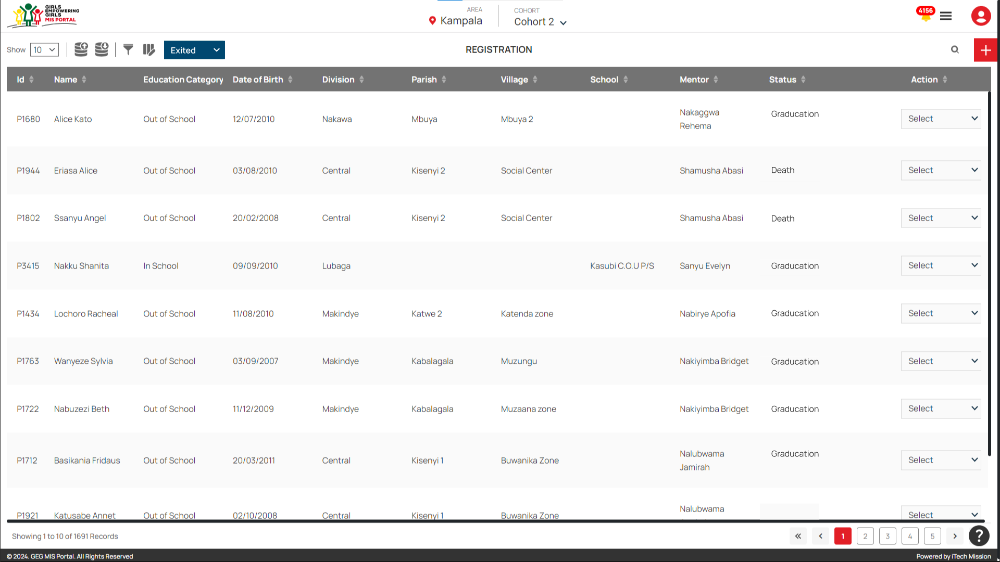 GIRLS
EMPOWERING
GIRLS
MIS PORTAL
AREA
Kampala
COHORT
Cohort 2
4156
Show 10
Exited
REGISTRATION
Id Name Education Category Date of Birth Division Parish Village School Mentor Status Action
P1680 Alice Kato Out of School 12/07/2010 Nakawa Mbuya Mbuya 2 Nakaggwa Rehema Graducation Select
P1944 Eriasa Alice Out of School 03/08/2010 Central Kisenyi 2 Social Center Shamusha Abasi Death Select
P1802 Ssanyu Angel Out of School 20/02/2008 Central Kisenyi 2 Social Center Shamusha Abasi Death Select
P3415 Nakku Shanita In School 09/09/2010 Lubaga Kasubi C.O.U P/S Sanyu Evelyn Graducation Select
P1434 Lochoro Racheal Out of School 11/08/2010 Makindye Katwe 2 Katenda zone Nabirye Apofia Graducation Select
P1763 Wanyeze Sylvia Out of School 03/09/2007 Makindye Kabalagala Muzungu Nakiyimba Bridget Graducation Select
P1722 Nabuzezi Beth Out of School 11/12/2009 Makindye Kabalagala Muzaana zone Nakiyimba Bridget Graducation Select
P1712 Basikania Fridaus Out of School 20/03/2011 Central Kisenyi 1 Buwanika Zone Nalubwama Jamirah Graducation Select
P1921 Katusabe Annet Out of School 02/10/2008 Central Kisenyi 1 Buwanika Zone Nalubwama Select
Showing 1 to 10 of 1691 Records
« ‹ 1 2 3 4 5 › ?
© 2024. GEG MIS Portal. All Rights Reserved
Powered by iTech Mission